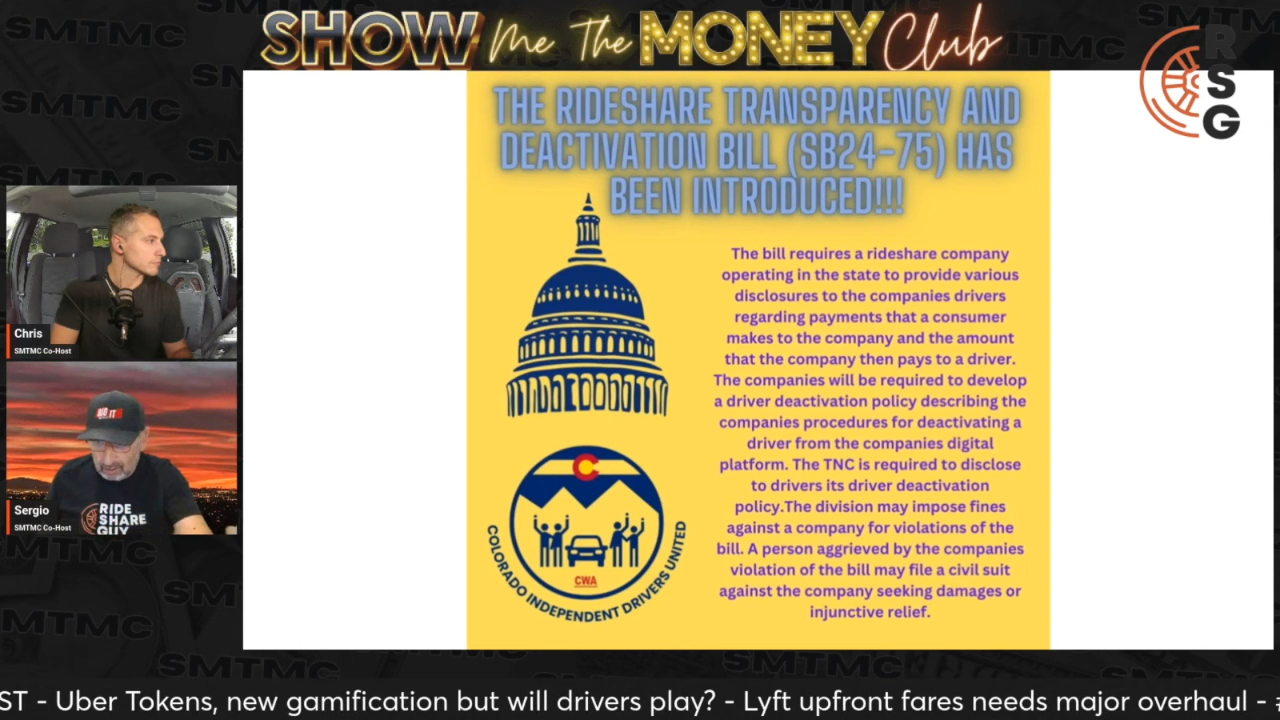 SHOW Me The MONEY Club
RSG
THE RIDESHARE TRANSPARENCY AND
DEACTIVATION BILL (SB24-75) HAS
BEEN INTRODUCED!!!
The bill requires a rideshare company
operating in the state to provide various
disclosures to the companies drivers
regarding payments that a consumer
makes to the company and the amount
that the company then pays to a driver.
The companies will be required to develop
a driver deactivation policy describing the
companies procedures for deactivating a
driver from the companies digital
platform. The TNC is required to disclose
to drivers its driver deactivation
policy.The division may impose fines
against a company for violations of the
bill. A person aggrieved by the companies
violation of the bill may file a civil suit
against the company seeking damages or
injunctive relief.
C
CWA
COLORADO INDEPENDENT DRIVERS UNITED
Chris
SMTMC Co-Host
RIDE
SHARE
GUY
Sergio
SMTMC Co-Host
SMTMC
SMTMC
SMTMC
SMTMC
SMTMC
ST - Uber Tokens, new gamification but will drivers play? - Lyft upfront fares needs major overhaul -